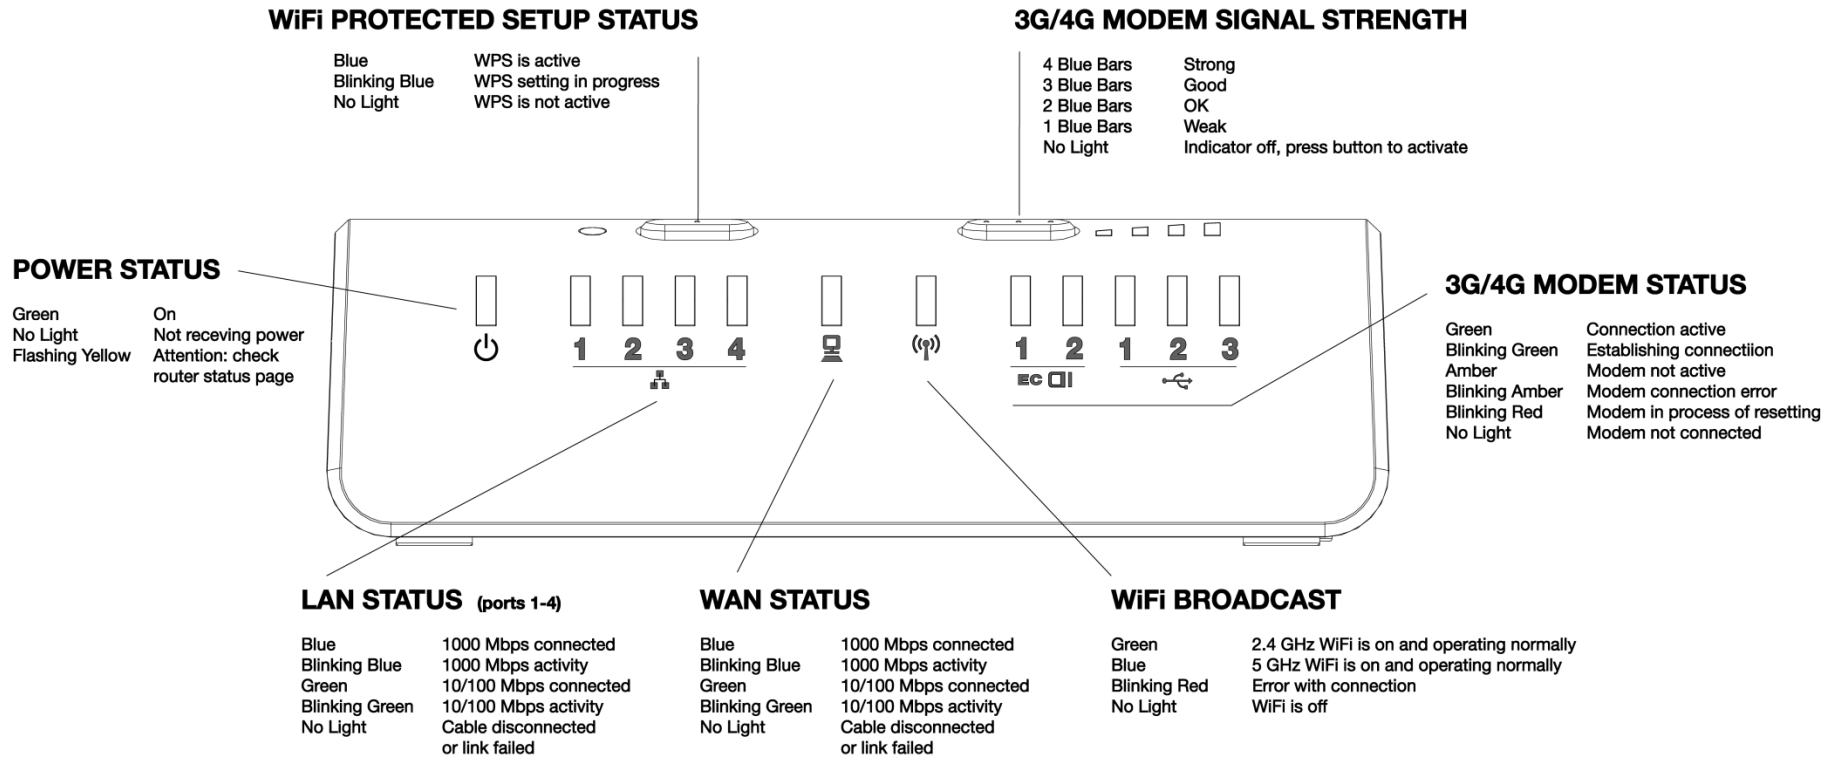 WiFi PROTECTED SETUP STATUS
Blue WPS is active
Blinking Blue WPS setting in progress
No Light WPS is not active
3G/4G MODEM SIGNAL STRENGTH
4 Blue Bars Strong
3 Blue Bars Good
2 Blue Bars OK
1 Blue Bars Weak
No Light Indicator off, press button to activate
POWER STATUS
Green On
No Light Not receving power
Flashing Yellow Attention: check
router status page
1 2 3 4 1 2 1 2 3
EC
3G/4G MODEM STATUS
Green Connection active
Blinking Green Establishing connectiion
Amber Modem not active
Blinking Amber Modem connection error
Blinking Red Modem in process of resetting
No Light Modem not connected
LAN STATUS (ports 1-4)
Blue 1000 Mbps connected
Blinking Blue 1000 Mbps activity
Green 10/100 Mbps connected
Blinking Green 10/100 Mbps activity
No Light Cable disconnected
or link failed
WAN STATUS
Blue 1000 Mbps connected
Blinking Blue 1000 Mbps activity
Green 10/100 Mbps connected
Blinking Green 10/100 Mbps activity
No Light Cable disconnected
or link failed
WiFi BROADCAST
Green 2.4 GHz WiFi is on and operating normally
Blue 5 GHz WiFi is on and operating normally
Blinking Red Error with connection
No Light WiFi is off